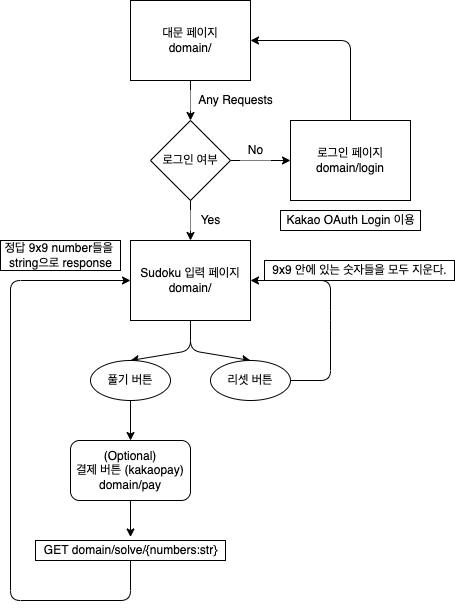 대문 페이지
domain/
Any Requests
로그인 여부
No
로그인 페이지
domain/login
Kakao OAuth Login 이용
Yes
정답 9x9 number들을
string으로 response
Sudoku 입력 페이지
domain/
9x9 안에 있는 숫자들을 모두 지운다.
풀기 버튼
리셋 버튼
(Optional)
결제 버튼 (kakaopay)
domain/pay
GET domain/solve/{numbers:str}